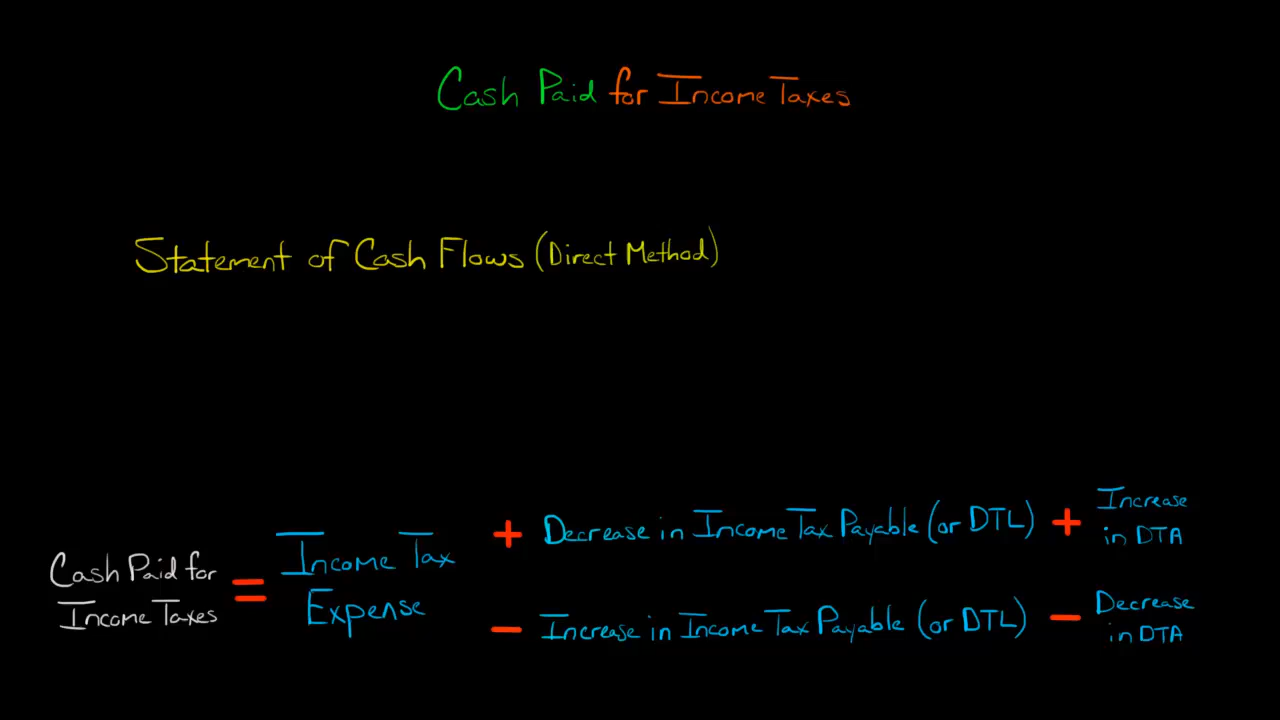 Cash Paid for Income Taxes
Statement of Cash Flows (Direct Method)
Cash Paid for
Income Taxes
=
Income Tax
Expense
+ Decrease in Income Tax Payable (or DTL) + Increase
in DTA
- Increase in Income Tax Payable (or DTL) - Decrease
in DTA